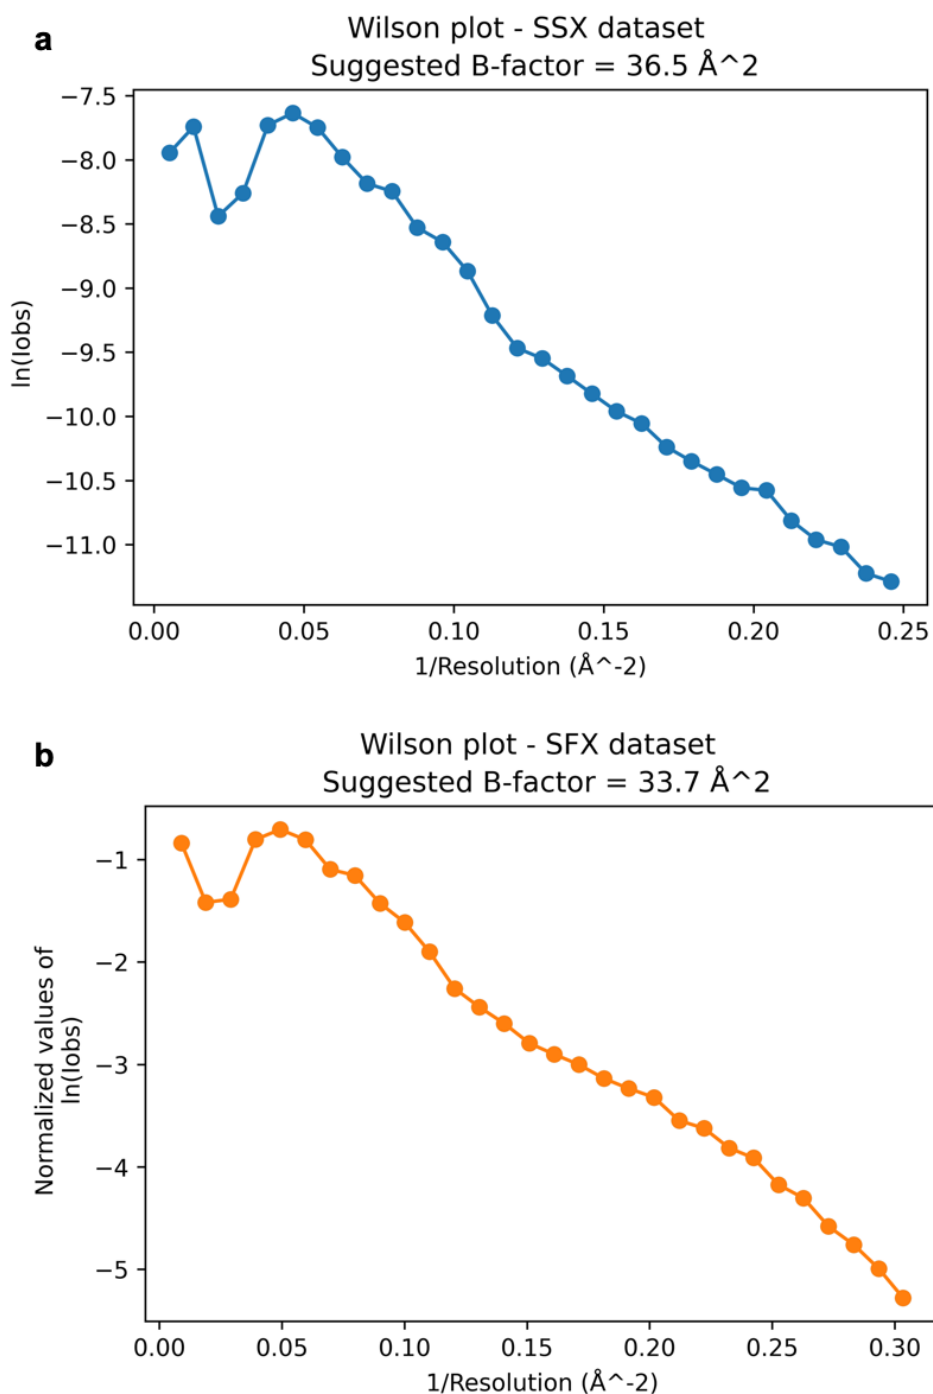 a
Wilson plot - SSX dataset
Suggested B-factor = 36.5 Å^2
−7.5
−8.0
−8.5
−9.0
−9.5
−10.0
−10.5
−11.0
ln(Iobs)
0.00 0.05 0.10 0.15 0.20 0.25
1/Resolution (Å^-2)
b
Wilson plot - SFX dataset
Suggested B-factor = 33.7 Å^2
−1
−2
−3
−4
−5
Normalized values of
ln(Iobs)
0.00 0.05 0.10 0.15 0.20 0.25 0.30
1/Resolution (Å^-2)